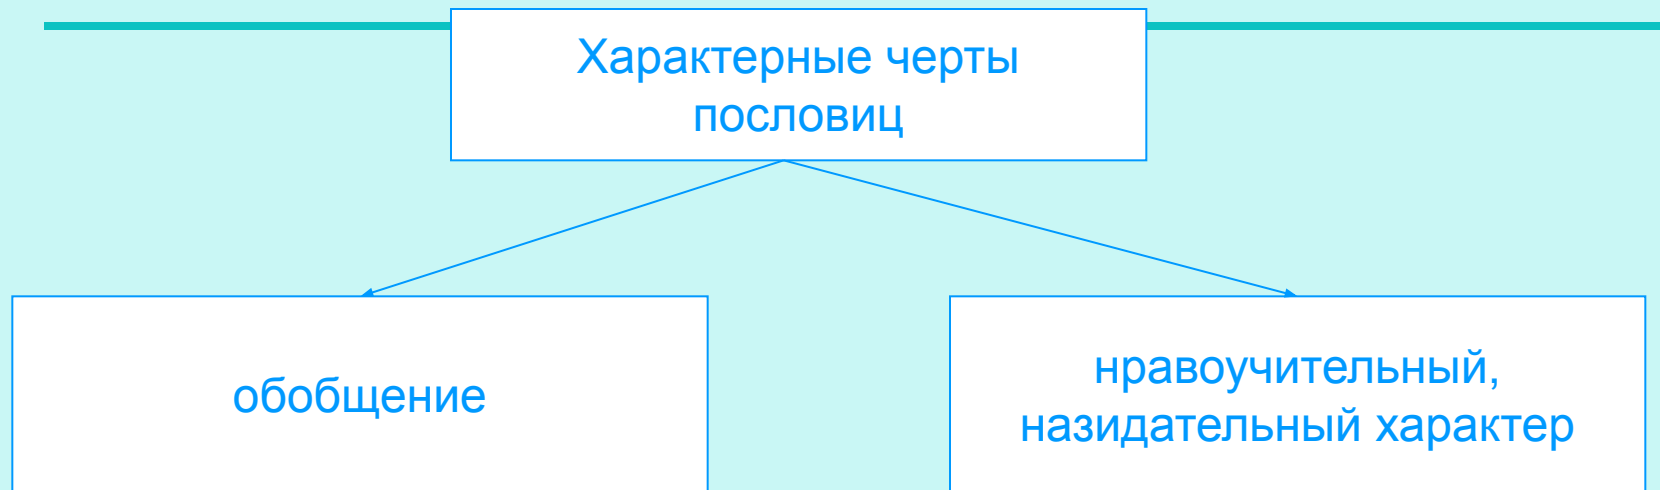 Характерные черты
пословиц
обобщение
нравоучительный,
назидательный характер